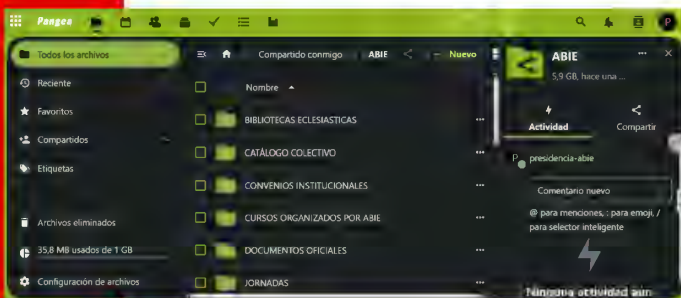 Pangea
Todos los archivos
Reciente
Favoritos
Compartidos
Etiquetas
Archivos eliminados
35,8 MB usados de 1 GB
Configuración de archivos
Compartido conmigo ABIE Nuevo
Nombre
BIBLIOTECAS ECLESIASTICAS
CATÁLOGO COLECTIVO
CONVENIOS INSTITUCIONALES
CURSOS ORGANIZADOS POR ABIE
DOCUMENTOS OFICIALES
JORNADAS
P
ABIE
5,9 GB, hace una ...
Actividad Compartir
P presidencia-abie
Comentario nuevo
@ para menciones, : para emoji, /
para selector inteligente
Ninguna actividad aún